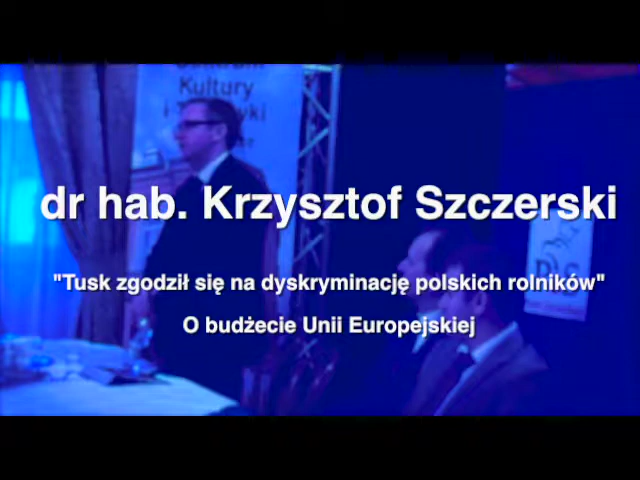 Kultury
dr hab. Krzysztof Szczerski
"Tusk zgodził się na dyskryminację polskich rolników"
O budżecie Unii Europejskiej